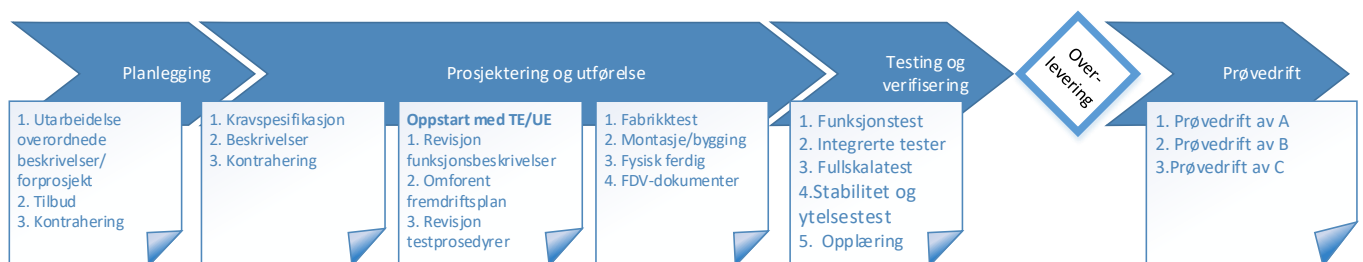 Planlegging
Prosjektering og utførelse
Testing og
verifisering
Over-
levering
Prøvedrift
1. Utarbeidelse
overordnede
beskrivelser/
forprosjekt
2. Tilbud
3. Kontrahering
1. Kravspesifikasjon
2. Beskrivelser
3. Kontrahering
Oppstart med TE/UE
1. Revisjon
funksjonsbeskrivelser
2. Omforent
fremdriftsplan
3. Revisjon
testprosedyrer
1. Fabrikktest
2. Montasje/bygging
3. Fysisk ferdig
4. FDV-dokumenter
1. Funksjonstest
2. Integrerte tester
3. Fullskalatest
4.Stabilitet og
ytelsestest
5. Opplæring
1. Prøvedrift av A
2. Prøvedrift av B
3.Prøvedrift av C